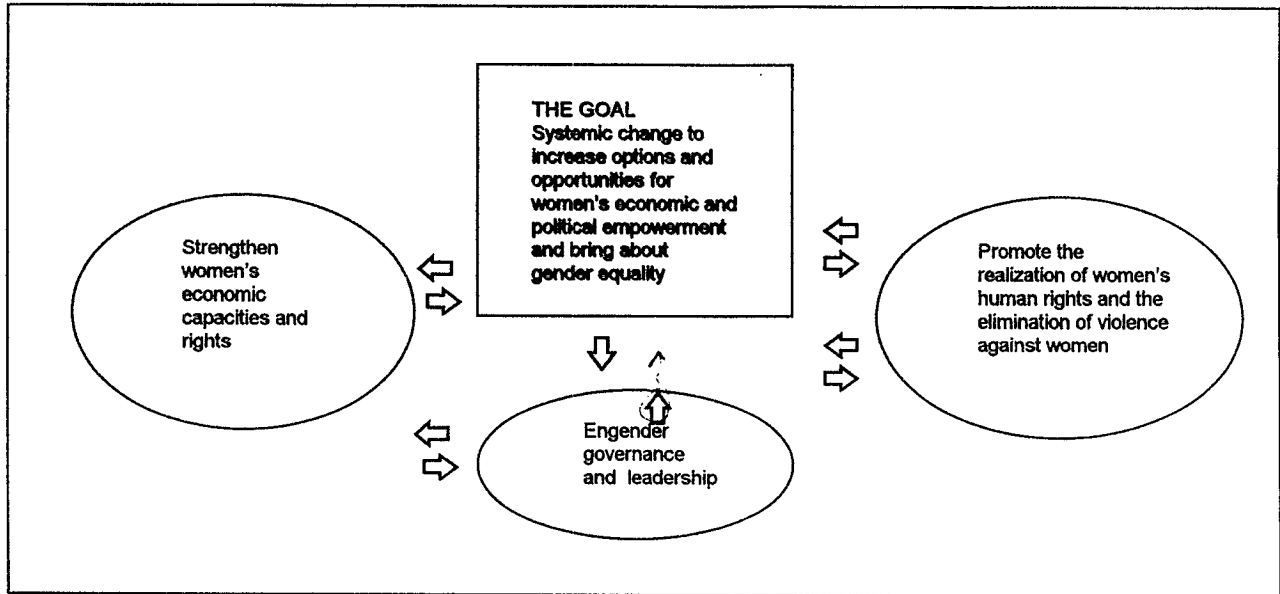 THE GOAL
Systemic change to
increase options and
opportunities for
women's economic and
political empowerment
and bring about
gender equality
Strengthen
women's
economic
capacities and
rights
Promote the
realization of women's
human rights and the
elimination of violence
against women
Engender
governance
and leadership